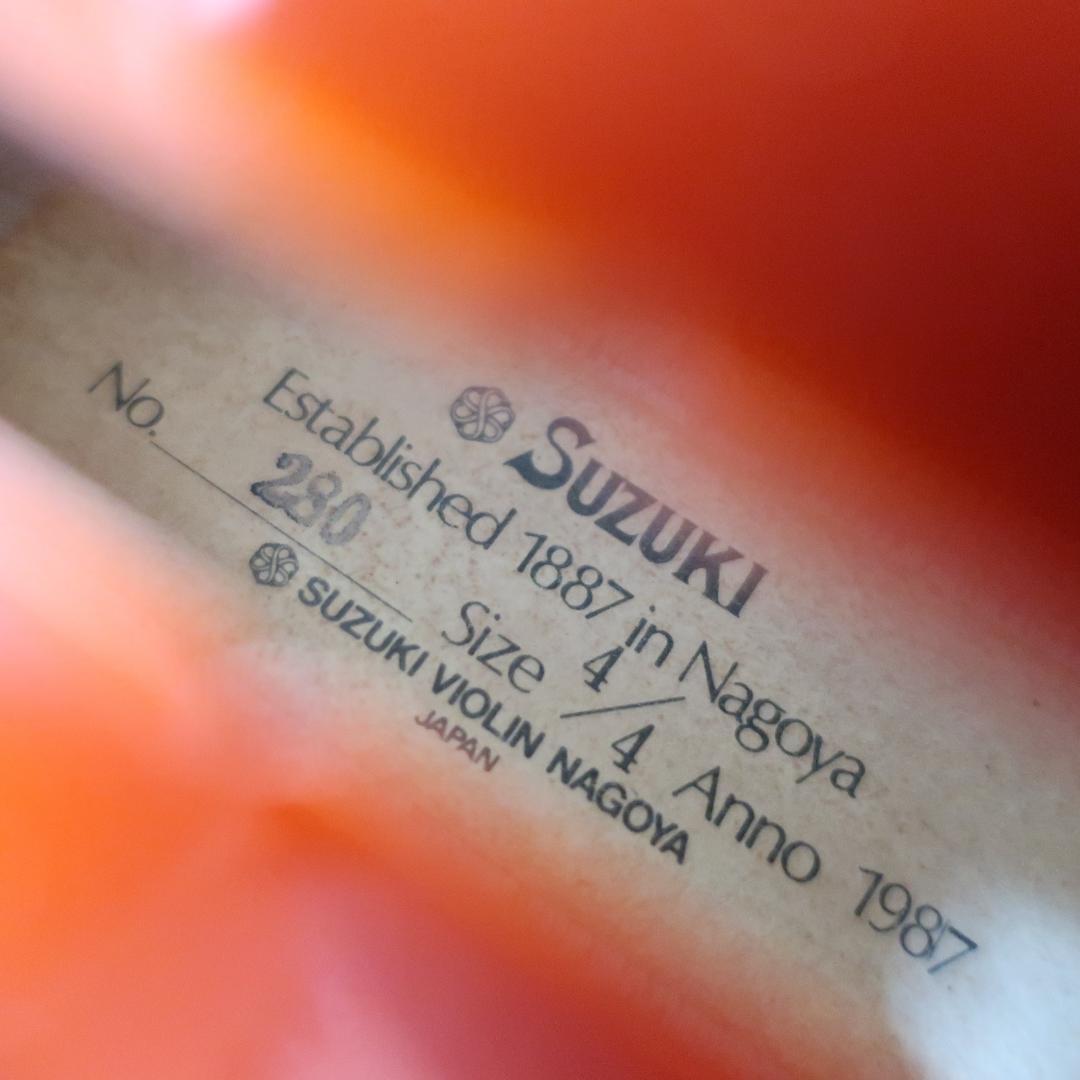 SUZUKI
Established 1887 in Nagoya
No. 280 Size 4/4 Anno 1987
SUZUKI VIOLIN NAGOYA
JAPAN